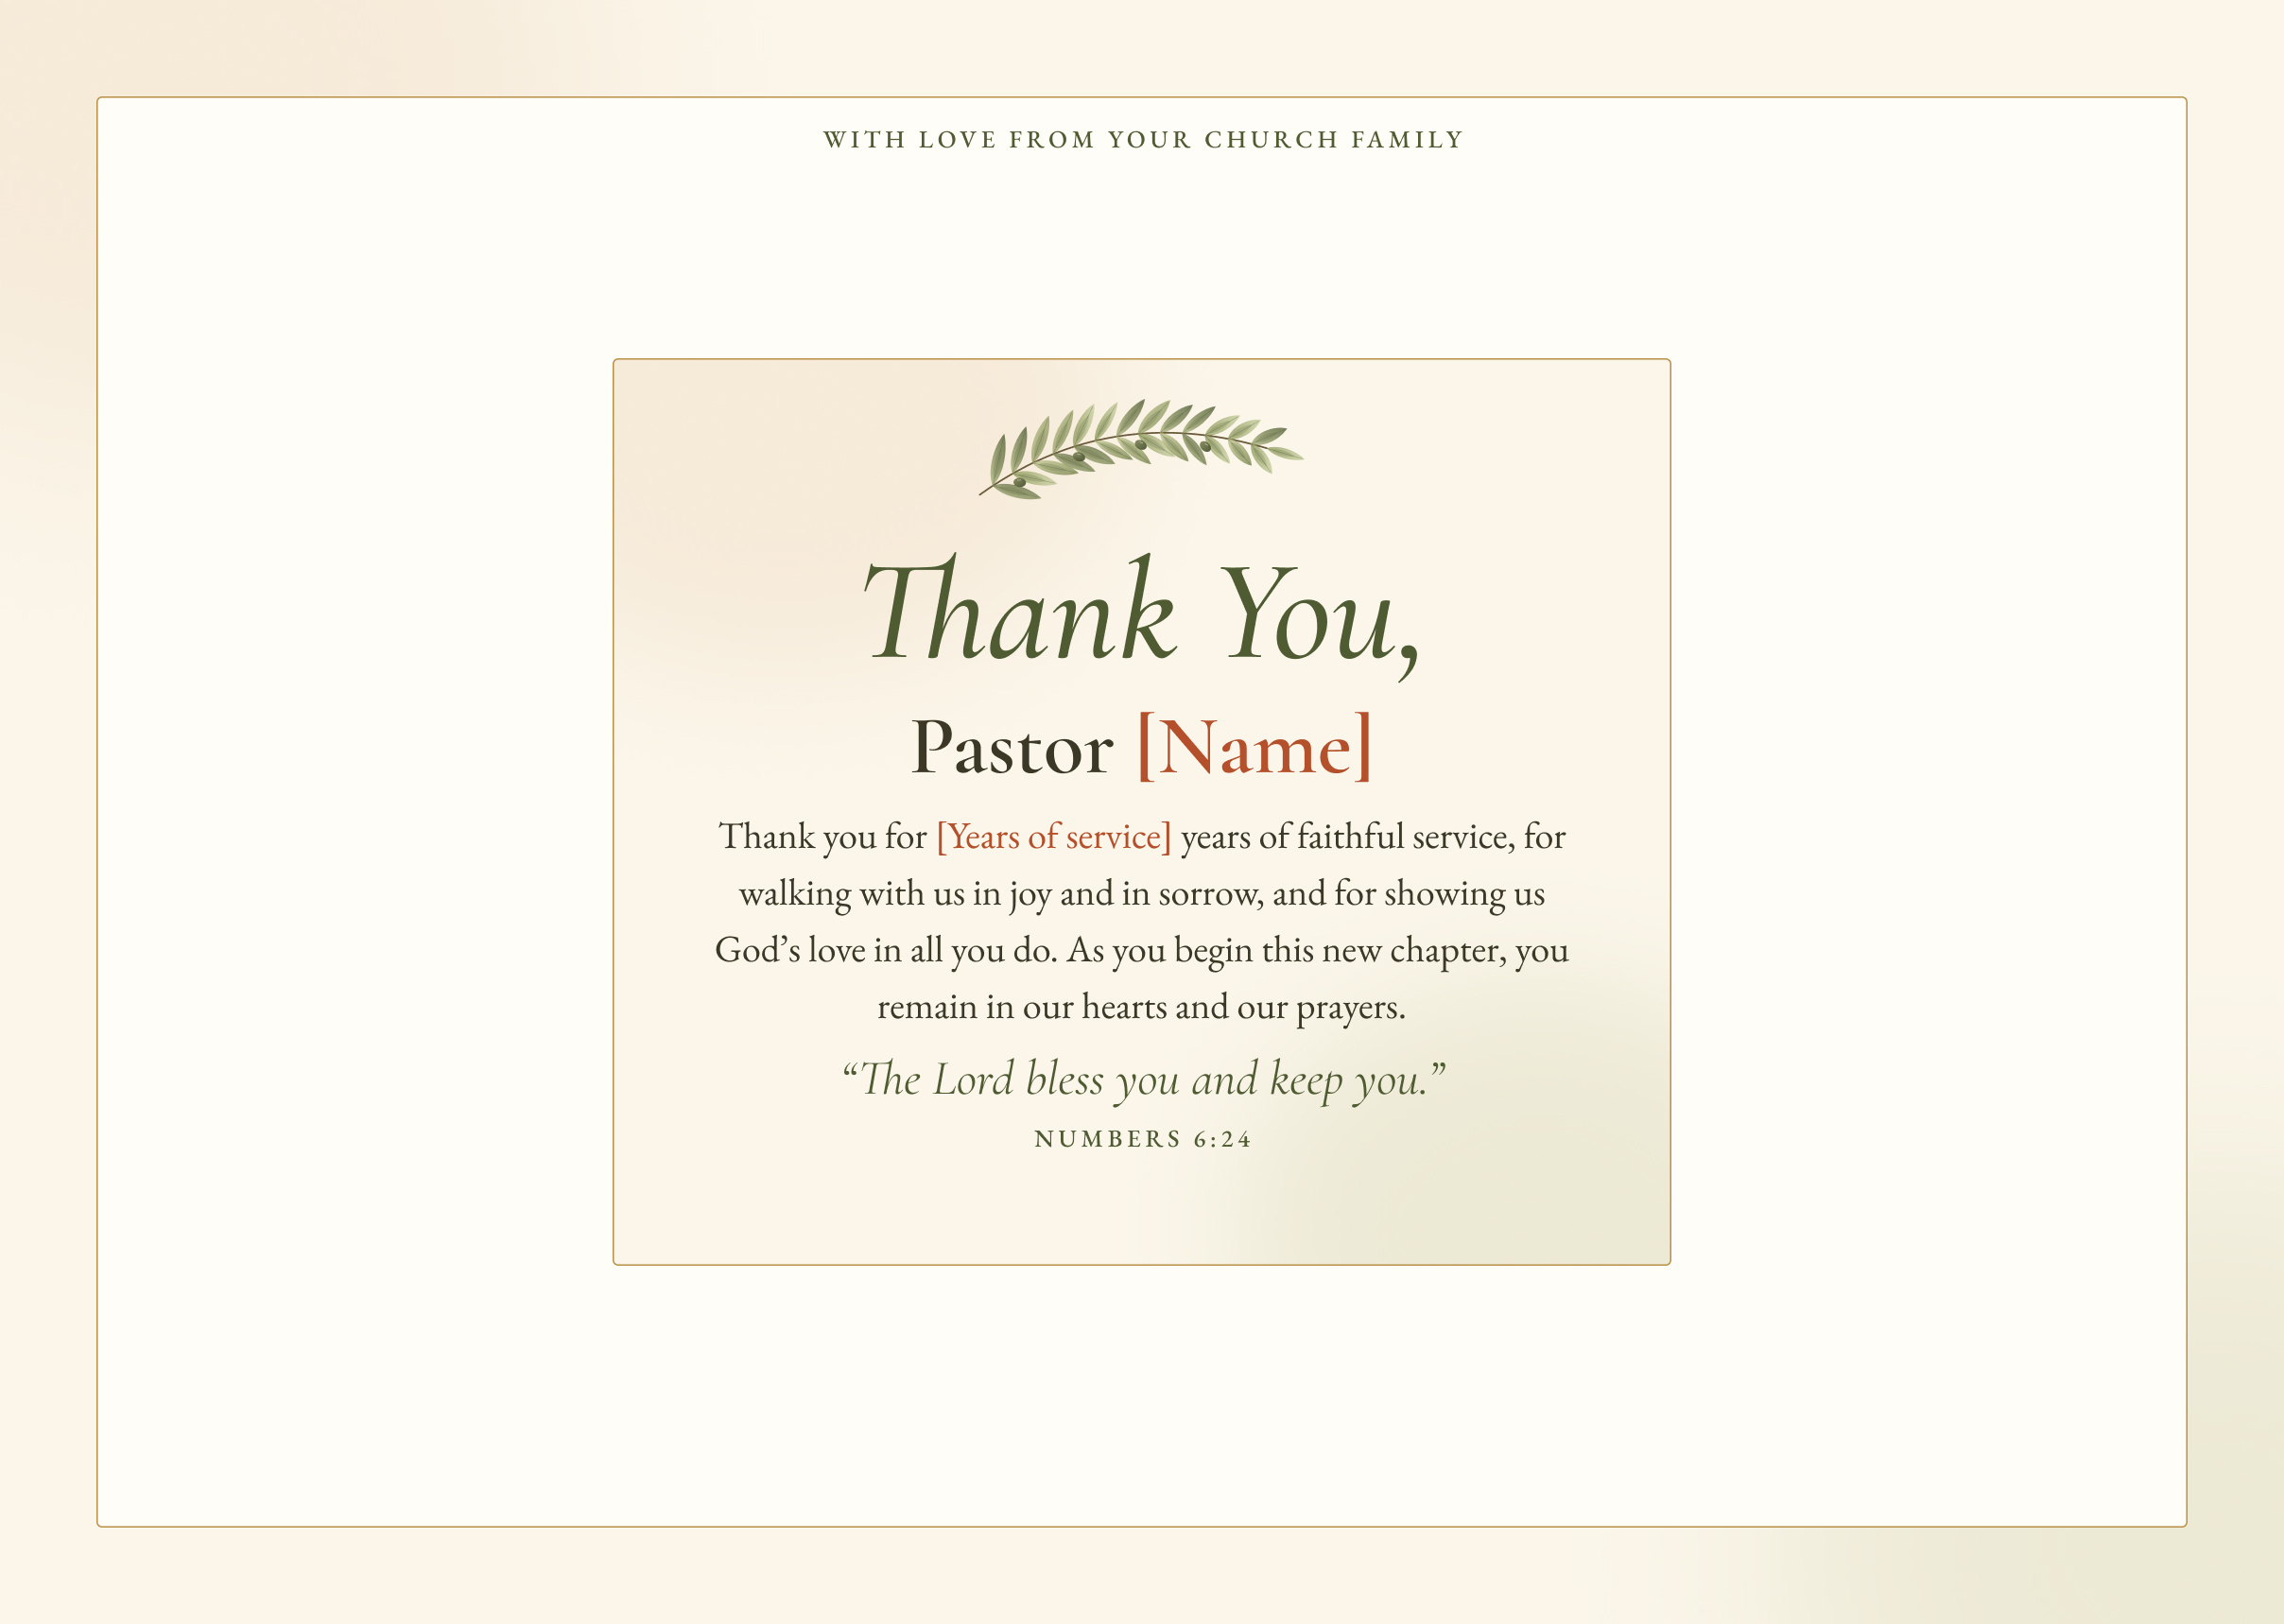 WITH LOVE FROM YOUR CHURCH FAMILY
Thank You,
Pastor [Name]
Thank you for [Years of service] years of faithful service, for
walking with us in joy and in sorrow, and for showing us
God’s love in all you do. As you begin this new chapter, you
remain in our hearts and our prayers.
“The Lord bless you and keep you.”
NUMBERS 6:24